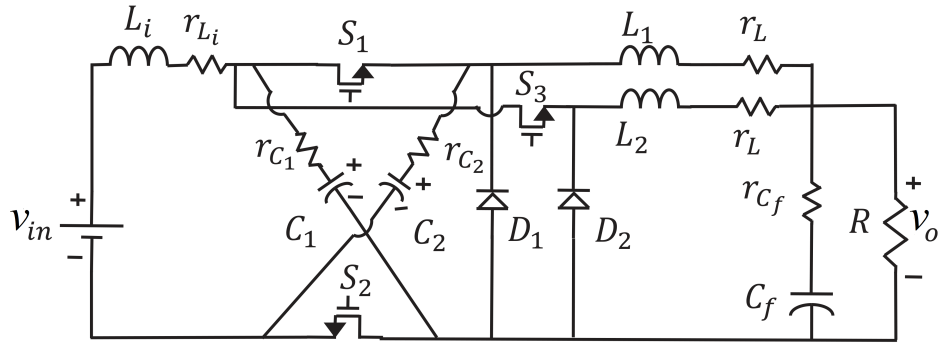 L_i
r_{L_i}
S_1
L_1
r_L
S_3
L_2
r_L
r_{C_1}
+
−
r_{C_2}
+
−
C_1
C_2
D_1
D_2
r_{C_f}
R
+
v_o
−
+
v_{in}
−
S_2
C_f